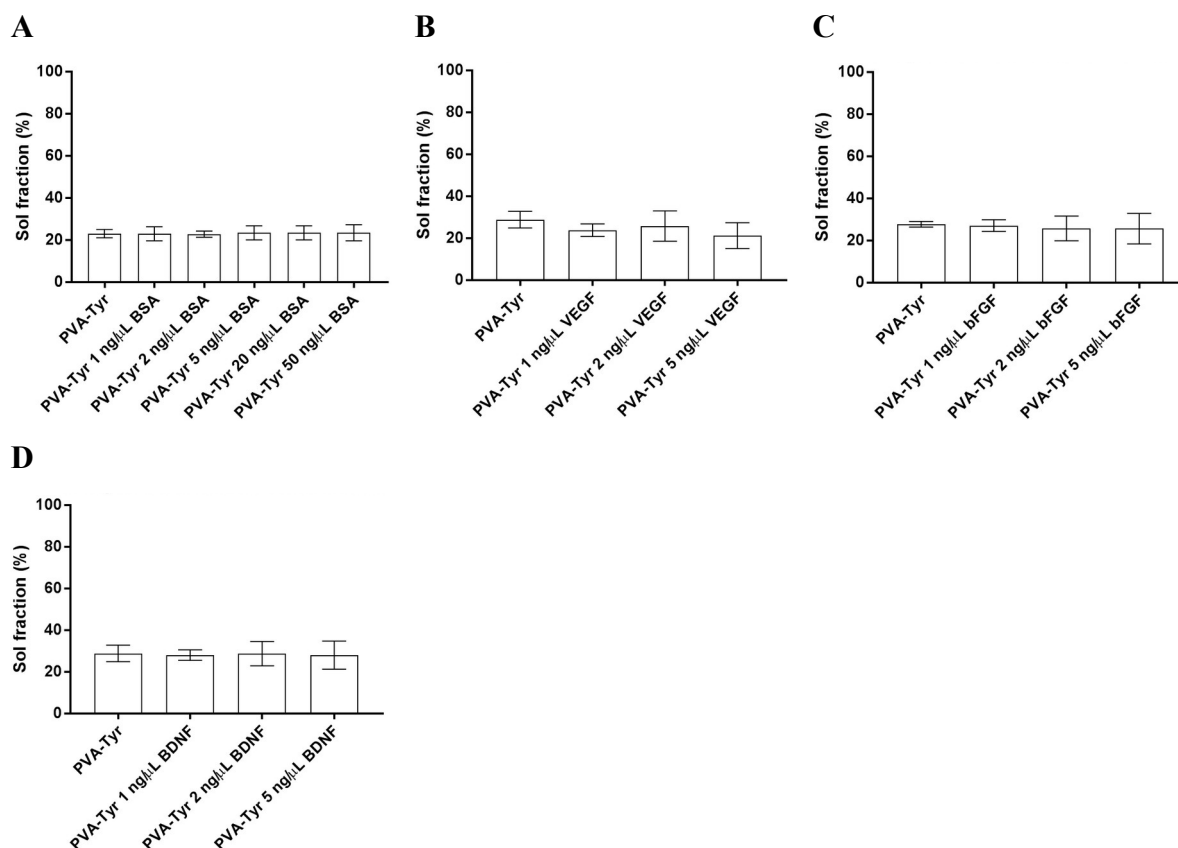 A
Sol fraction (%)
100
80
60
40
20
0
PVA-Tyr
PVA-Tyr 1 ng/µL BSA
PVA-Tyr 2 ng/µL BSA
PVA-Tyr 5 ng/µL BSA
PVA-Tyr 20 ng/µL BSA
PVA-Tyr 50 ng/µL BSA
B
Sol fraction (%)
100
80
60
40
20
0
PVA-Tyr
PVA-Tyr 1 ng/µL VEGF
PVA-Tyr 2 ng/µL VEGF
PVA-Tyr 5 ng/µL VEGF
C
Sol fraction (%)
100
80
60
40
20
0
PVA-Tyr
PVA-Tyr 1 ng/µL bFGF
PVA-Tyr 2 ng/µL bFGF
PVA-Tyr 5 ng/µL bFGF
D
Sol fraction (%)
100
80
60
40
20
0
PVA-Tyr
PVA-Tyr 1 ng/µL BDNF
PVA-Tyr 2 ng/µL BDNF
PVA-Tyr 5 ng/µL BDNF